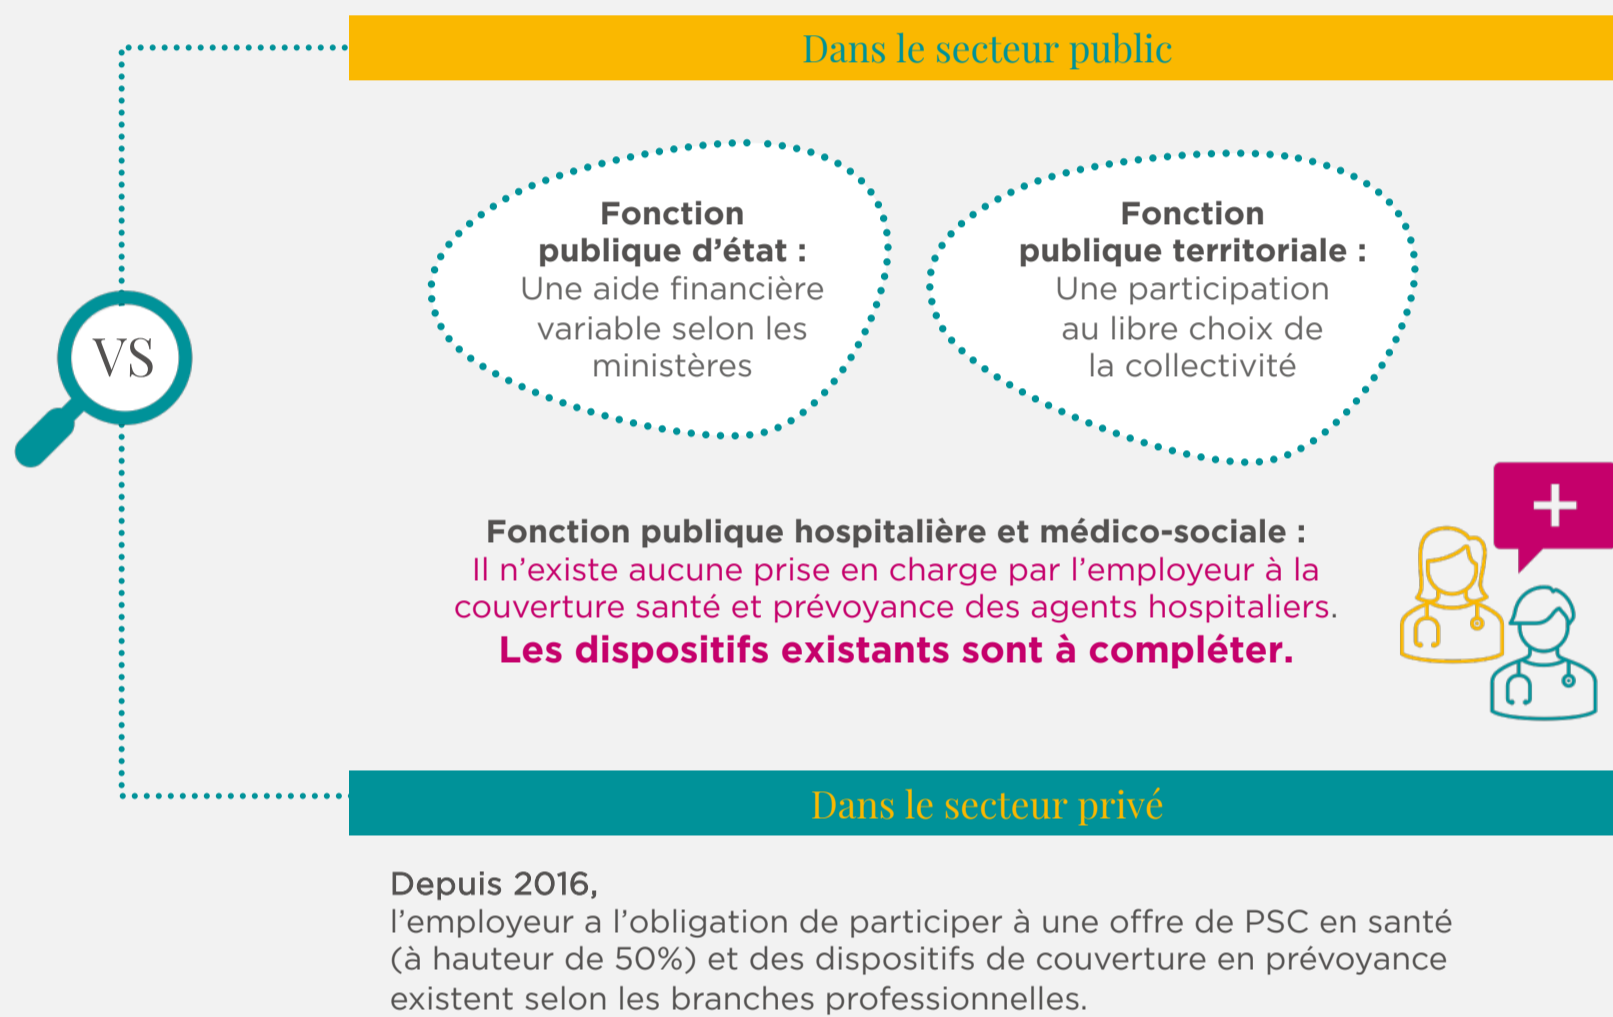 Dans le secteur public
Fonction
publique d'état :
Une aide financière
variable selon les
ministères
Fonction
publique territoriale :
Une participation
au libre choix de
la collectivité
VS
Fonction publique hospitalière et médico-sociale :
Il n'existe aucune prise en charge par l'employeur à la
couverture santé et prévoyance des agents hospitaliers.
Les dispositifs existants sont à compléter.
Dans le secteur privé
Depuis 2016,
l'employeur a l'obligation de participer à une offre de PSC en santé
(à hauteur de 50%) et des dispositifs de couverture en prévoyance
existent selon les branches professionnelles.